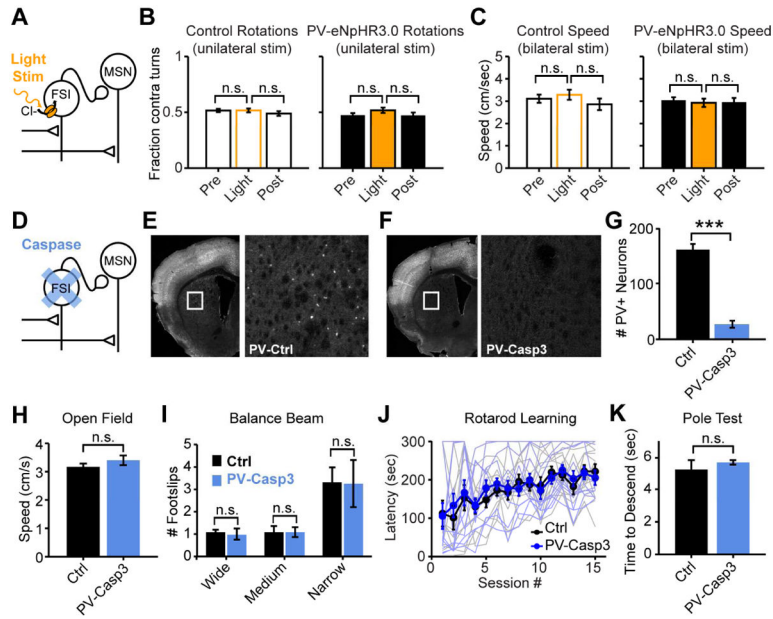 A
Light
Stim
Cl-
FSI
MSN
B
Control Rotations
(unilateral stim)
PV-eNpHR3.0 Rotations
(unilateral stim)
Fraction contra turns
1.0
0.5
0
n.s. n.s.
n.s. n.s.
Pre Light Post
Pre Light Post
C
Control Speed
(bilateral stim)
PV-eNpHR3.0 Speed
(bilateral stim)
Speed (cm/sec)
5
4
3
2
1
0
n.s. n.s.
n.s. n.s.
Pre Light Post
Pre Light Post
D
Caspase
FSI
MSN
E
PV-Ctrl
F
PV-Casp3
G
# PV+ Neurons
200
100
0
***
Ctrl
PV-Casp3
H
Open Field
Speed (cm/s)
5
4
3
2
1
0
n.s.
Ctrl
PV-Casp3
I
Balance Beam
# Footslips
5
4
3
2
1
0
Ctrl
PV-Casp3
n.s. n.s. n.s.
Wide
Medium
Narrow
J
Rotarod Learning
Latency (sec)
300
200
100
0
Ctrl
PV-Casp3
0 5 10 15
Session #
K
Pole Test
Time to Descend (sec)
6
4
2
0
n.s.
Ctrl
PV-Casp3